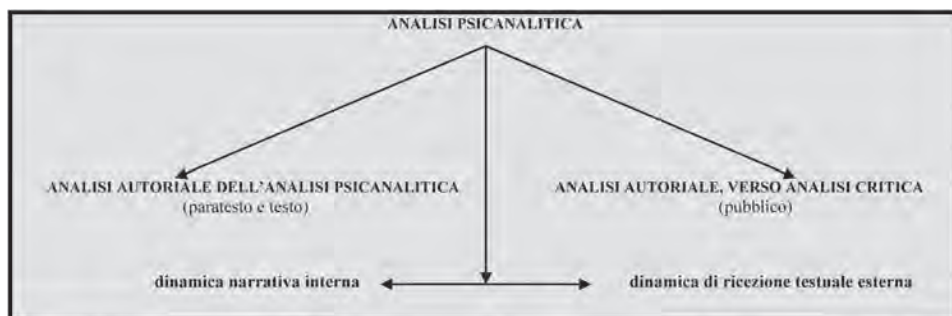 ANALISI PSICANALITICA
ANALISI AUTORIALE DELL'ANALISI PSICANALITICA
(paratesto e testo)
ANALISI AUTORIALE, VERSO ANALISI CRITICA
(pubblico)
dinamica narrativa interna
dinamica di ricezione testuale esterna